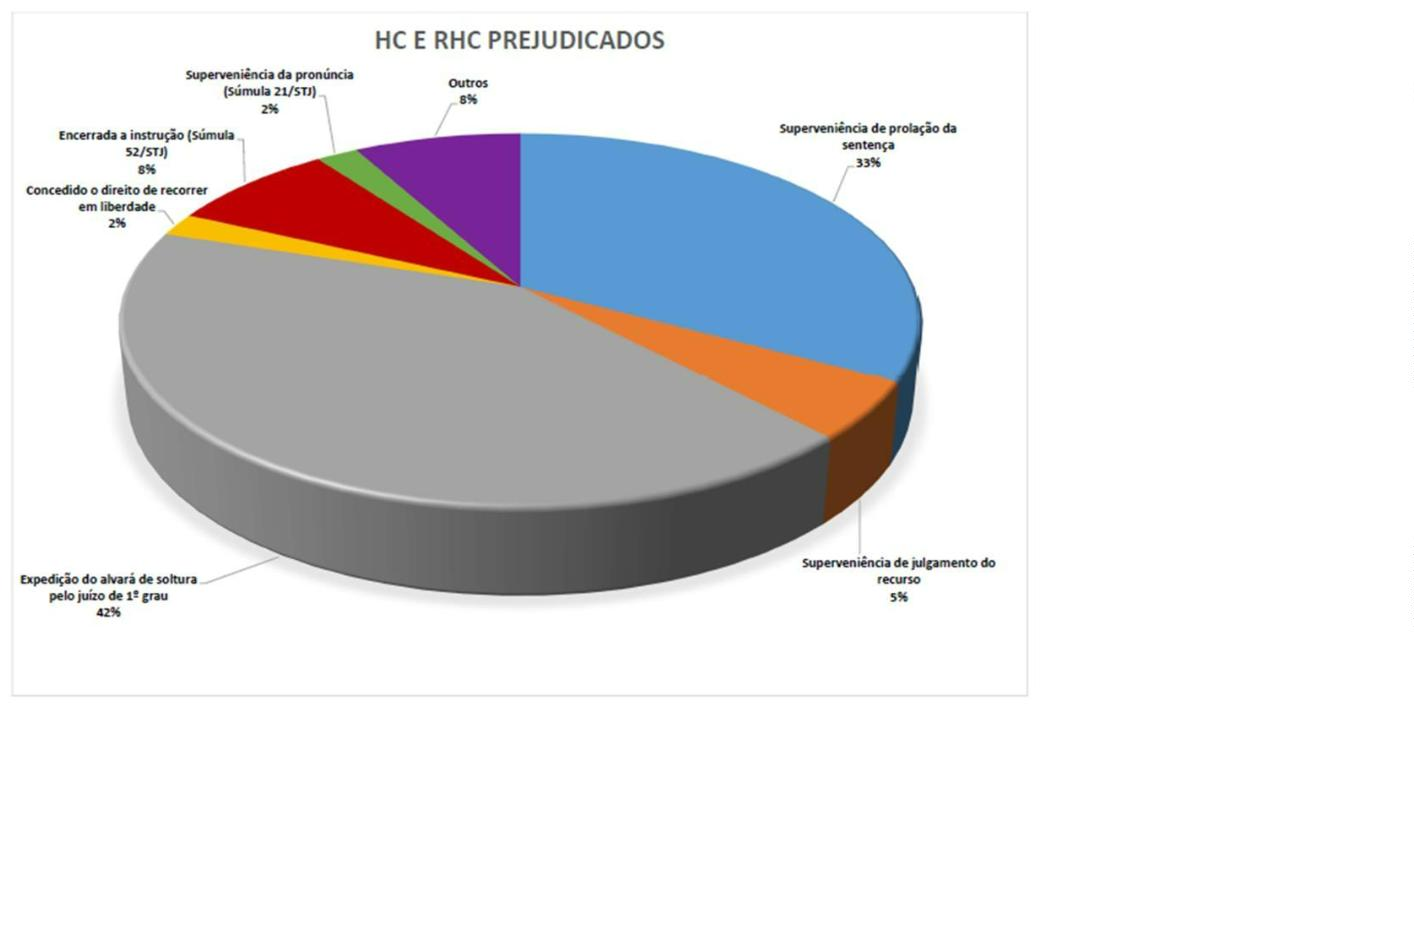 HC E RHC PREJUDICADOS
Superveniência da pronúncia
(Súmula 21/STJ)
2%
Outros
8%
Superveniência de prolação da
sentença
33%
Encerrada a instrução (Súmula
52/STJ)
8%
Concedido o direito de recorrer
em liberdade
2%
Superveniência de julgamento do
recurso
5%
Expedição do alvará de soltura
pelo juízo de 1º grau
42%